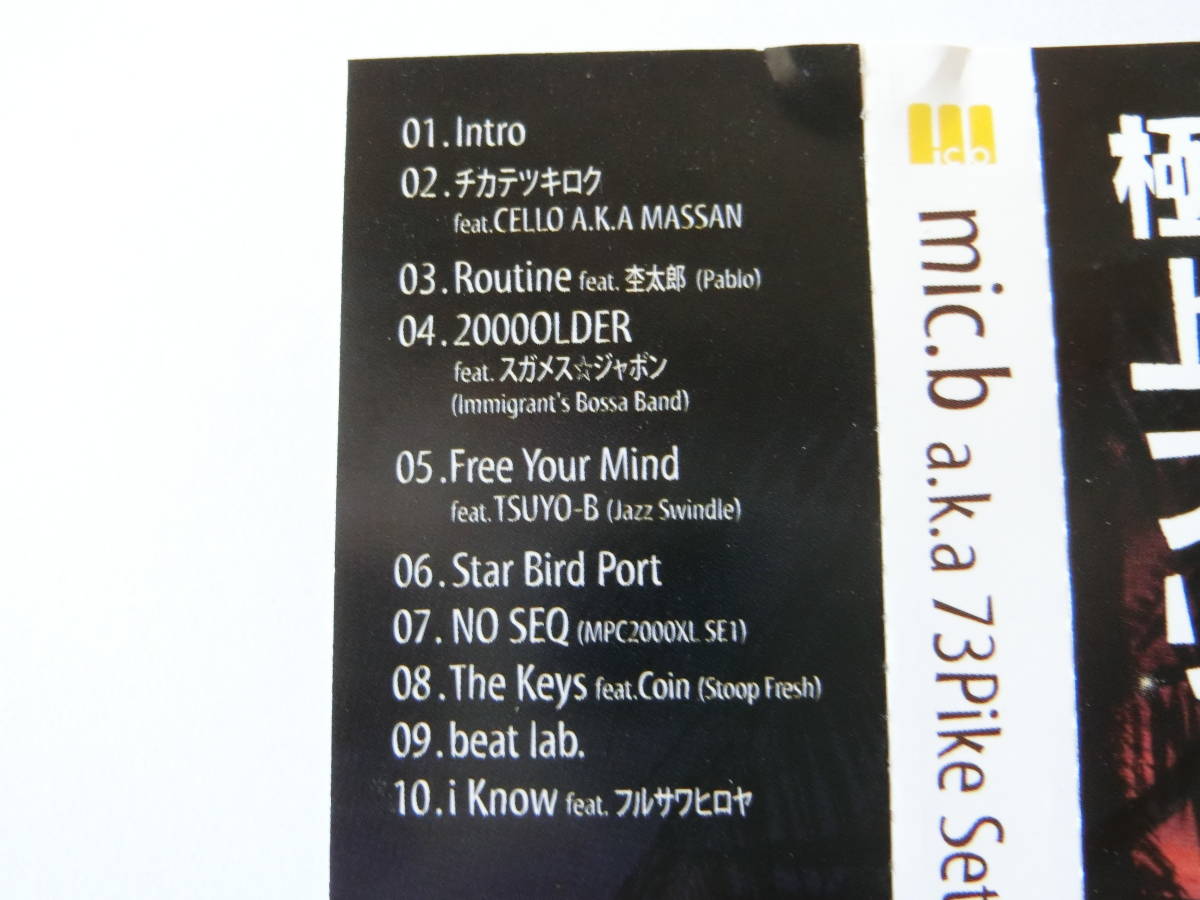 01.Intro
02.チカテツキロク
feat.CELLO A.K.A MASSAN
03.Routine feat. 杢太郎 (Pablo)
04.2000OLDER
feat. スガメス☆ジャポン
(Immigrant's Bossa Band)
05.Free Your Mind
feat.TSUYO-B (Jazz Swindle)
06.Star Bird Port
07.NO SEQ (MPC2000XL SE1)
08.The Keys feat.Coin (Stoop Fresh)
09.beat lab.
10.i Know feat. フルサワヒロヤ
ic.b
mic.b a.k.a 73Pike Set
極上